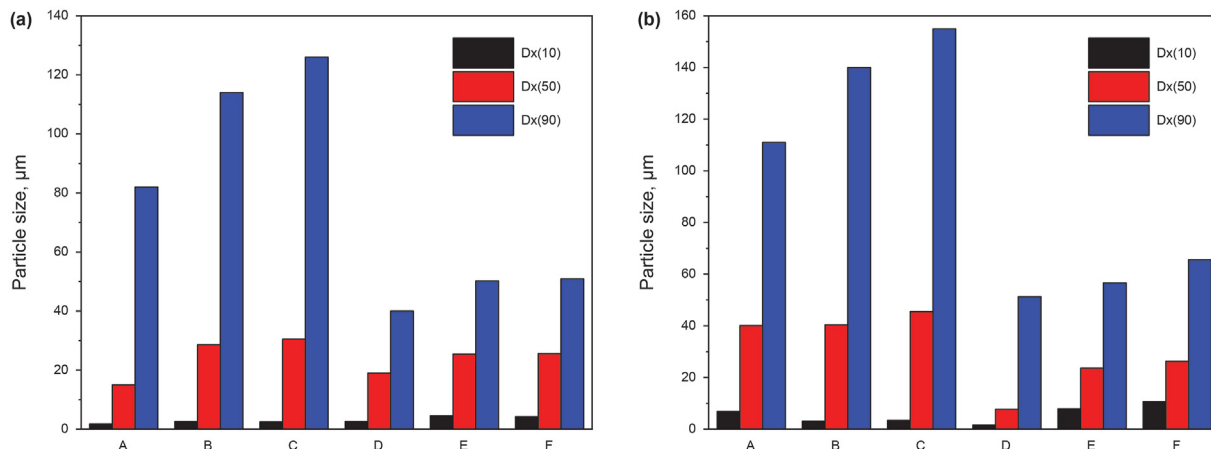 (a)
140
120
100
80
60
40
20
0
Particle size, µm
Dx(10)
Dx(50)
Dx(90)
A B C D E F
(b)
160
140
120
100
80
60
40
20
0
Particle size, µm
Dx(10)
Dx(50)
Dx(90)
A B C D E F